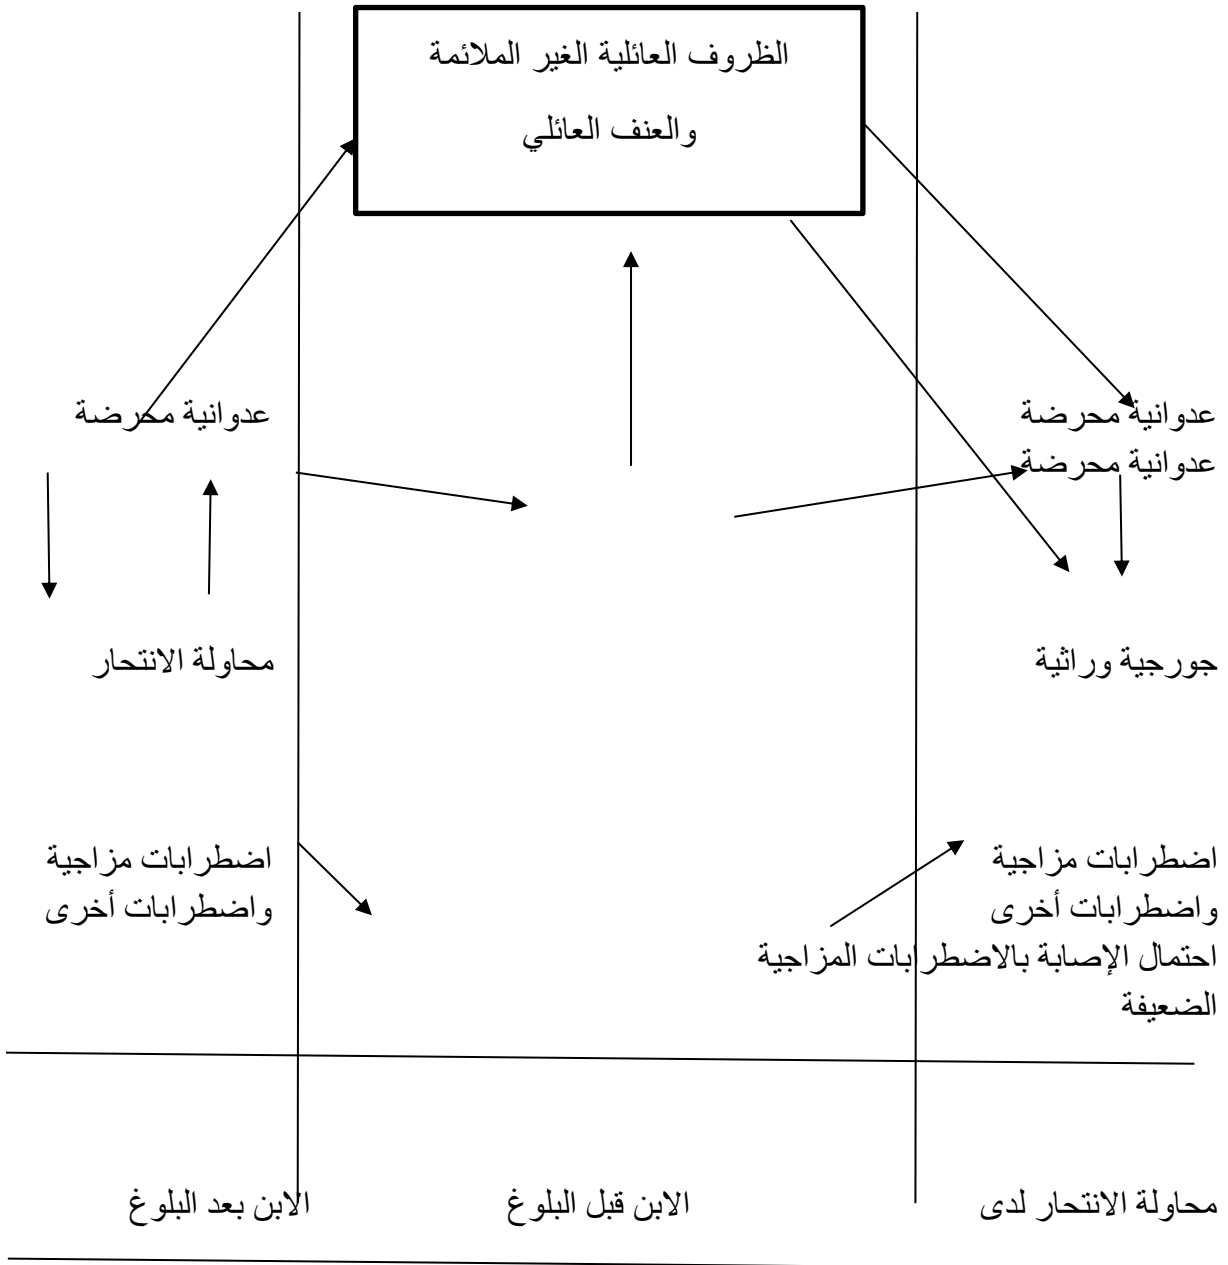 الظروف العائلية الغير الملائمة
والعنف العائلي
عدوانية محرضة
عدوانية محرضة
عدوانية محرضة
جورجية وراثية
محاولة الانتحار
اضطرابات مزاجية
واضطرابات أخرى
احتمال الإصابة بالاضطرابات المزاجية
الضعيفة
اضطرابات مزاجية
واضطرابات أخرى
محاولة الانتحار لدى
الابن قبل البلوغ
الابن بعد البلوغ